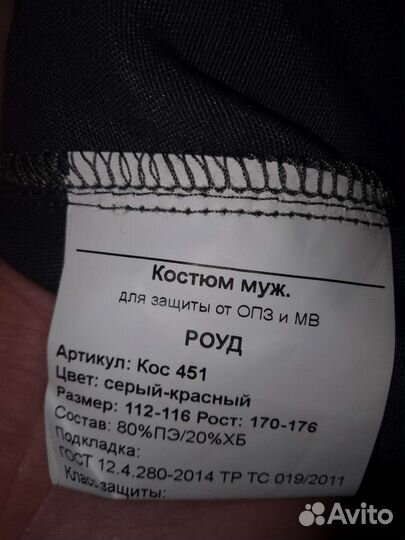 Костюм муж.
для защиты от ОПЗ и МВ
РОУД
Артикул: Кос 451
Цвет: серый-красный
Размер: 112-116 Рост: 170-176
Состав: 80%ПЭ/20%ХБ
Подкладка:
ГОСТ 12.4.280-2014 ТР ТС 019/2011
Класс защиты:
Avito